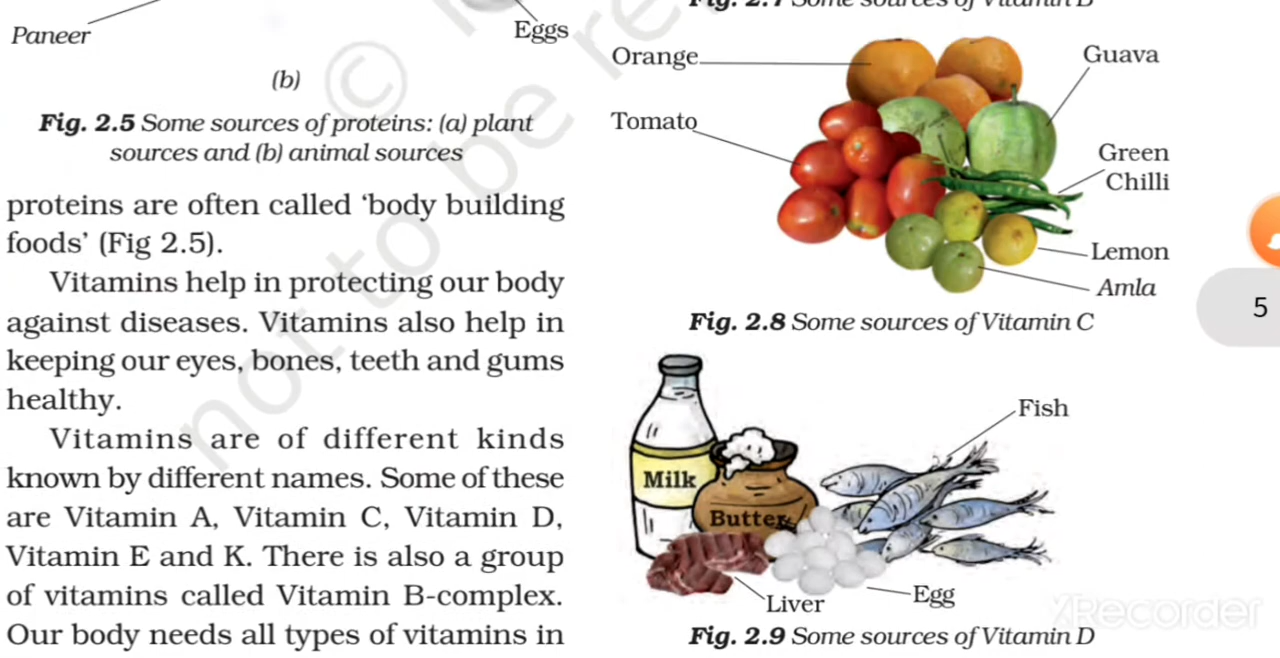 Paneer
Eggs
(b)
Fig. 2.5 Some sources of proteins: (a) plant
sources and (b) animal sources
proteins are often called ‘body building
foods’ (Fig 2.5).
Vitamins help in protecting our body
against diseases. Vitamins also help in
keeping our eyes, bones, teeth and gums
healthy.
Vitamins are of different kinds
known by different names. Some of these
are Vitamin A, Vitamin C, Vitamin D,
Vitamin E and K. There is also a group
of vitamins called Vitamin B-complex.
Our body needs all types of vitamins in
© 
not to be re
Orange
Guava
Tomato
Green
Chilli
Lemon
Amla
Fig. 2.8 Some sources of Vitamin C
Fish
Milk
Butter
Liver
Egg
Fig. 2.9 Some sources of Vitamin D
5
XRecorder